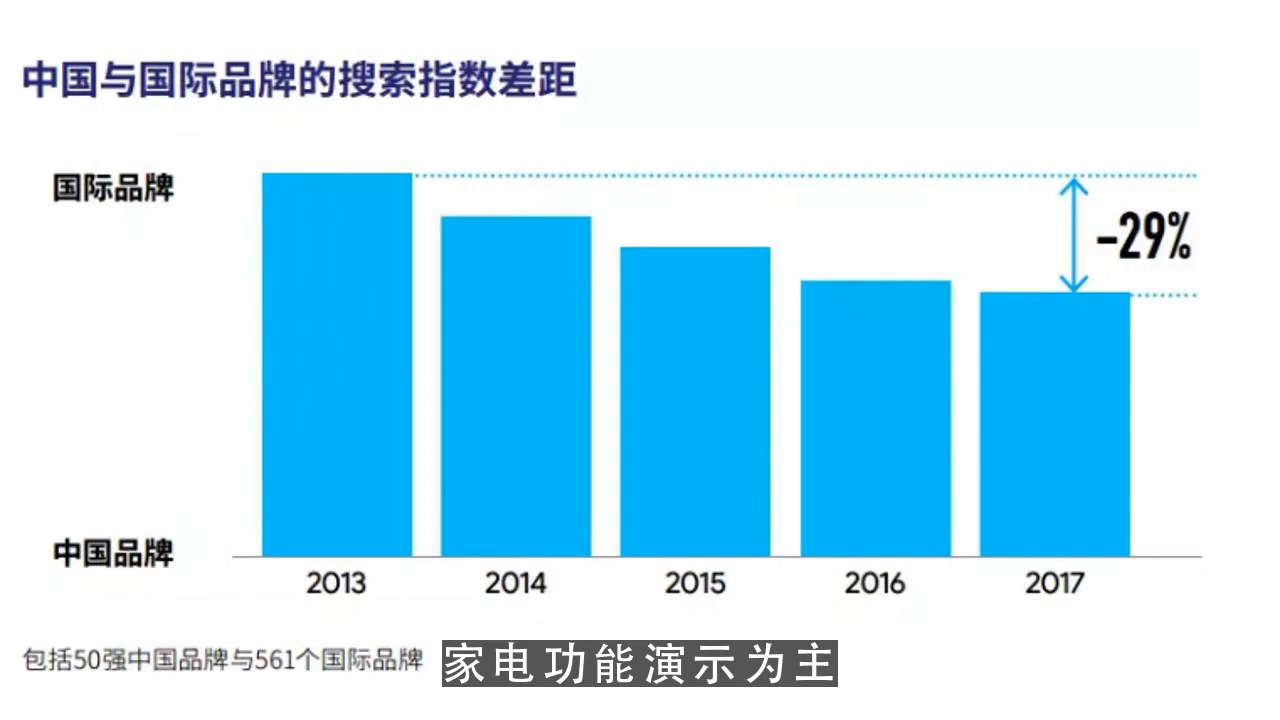 中国与国际品牌的搜索指数差距
国际品牌
-29%
中国品牌
2013 2014 2015 2016 2017
包括50强中国品牌与561个国际品牌
家电功能演示为主